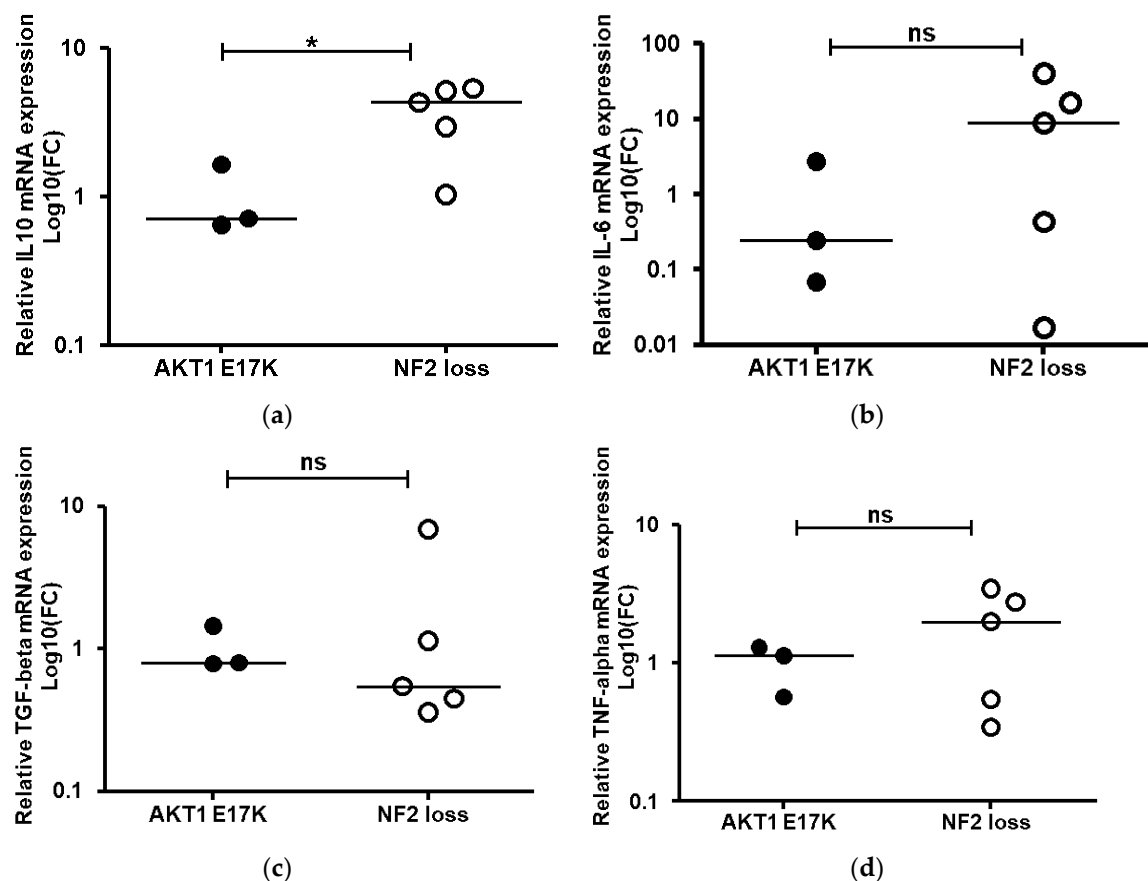 Relative IL10 mRNA expression
Log10(FC)
10
1
0.1
*
AKT1 E17K
NF2 loss
(a)
Relative IL-6 mRNA expression
Log10(FC)
100
10
1
0.1
0.01
ns
AKT1 E17K
NF2 loss
(b)
Relative TGF-beta mRNA expression
Log10(FC)
10
1
0.1
ns
AKT1 E17K
NF2 loss
(c)
Relative TNF-alpha mRNA expression
Log10(FC)
10
1
0.1
ns
AKT1 E17K
NF2 loss
(d)